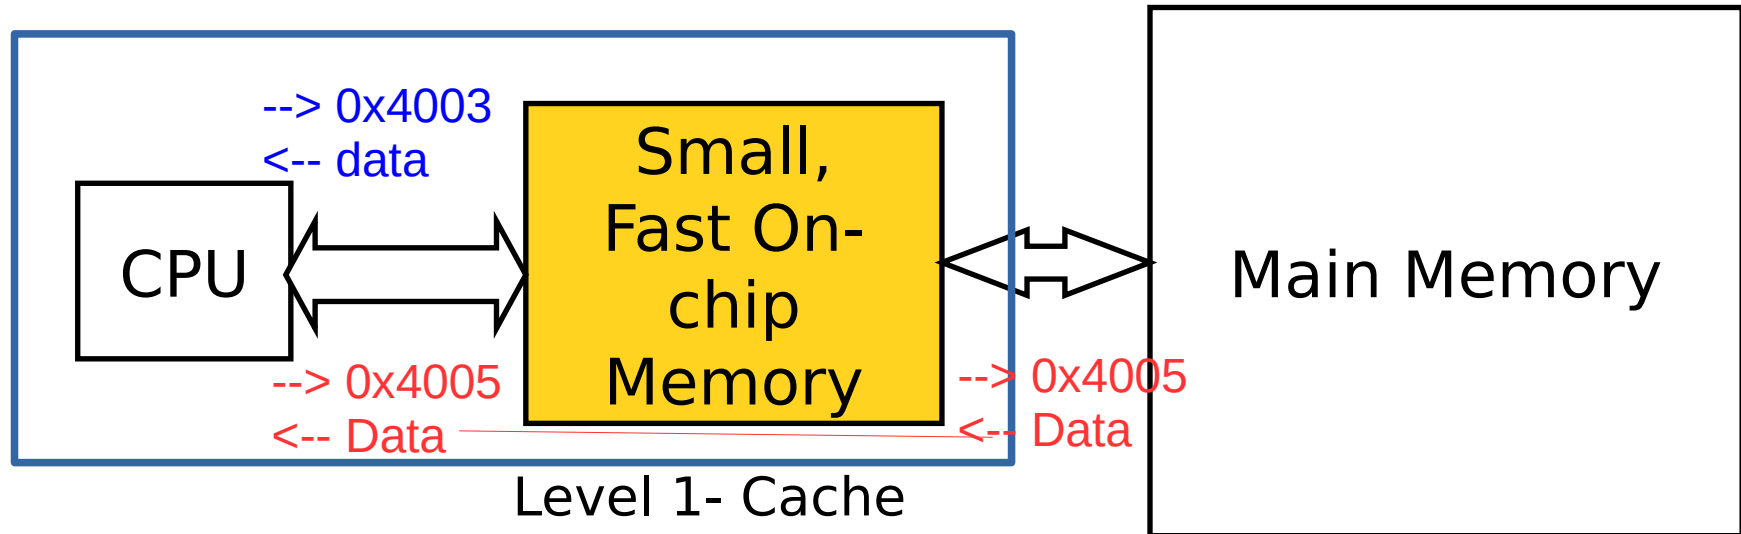 --> 0x4003
<-- data
CPU
Small,
Fast On-
chip
Memory
Main Memory
--> 0x4005
<-- Data
--> 0x4005
<-- Data
Level 1- Cache